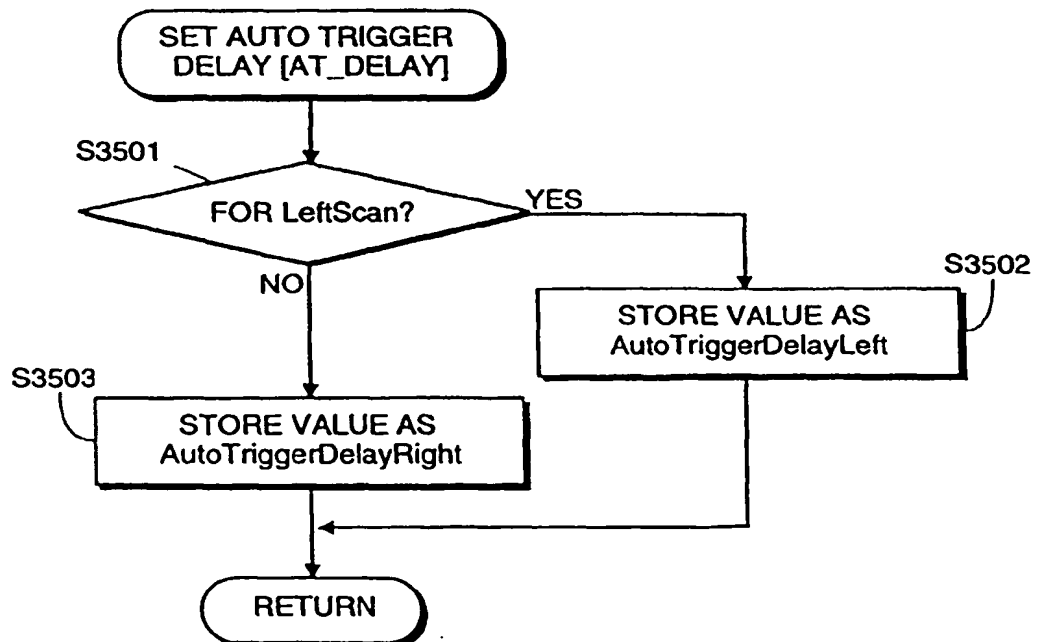 SET AUTO TRIGGER
DELAY [AT_DELAY]
S3501
FOR LeftScan?
YES
NO
S3502
STORE VALUE AS
AutoTriggerDelayLeft
S3503
STORE VALUE AS
AutoTriggerDelayRight
RETURN